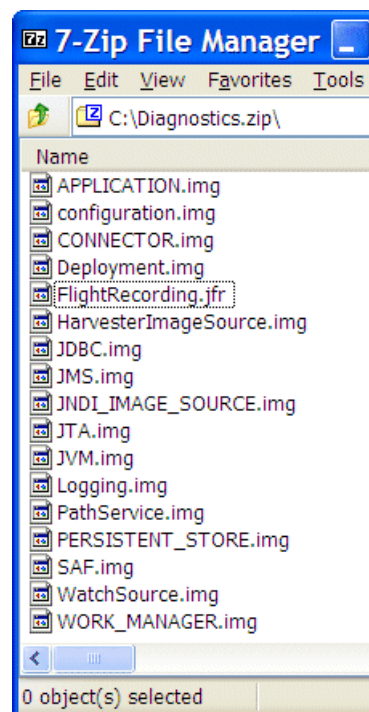 7z 7-Zip File Manager
File Edit View Favorites Tools
C:\Diagnostics.zip\
Name
APPLICATION.img
configuration.img
CONNECTOR.img
Deployment.img
FlightRecording.jfr
HarvesterImageSource.img
JDBC.img
JMS.img
JNDI_IMAGE_SOURCE.img
JTA.img
JVM.img
Logging.img
PathService.img
PERSISTENT_STORE.img
SAF.img
WatchSource.img
WORK_MANAGER.img
0 object(s) selected